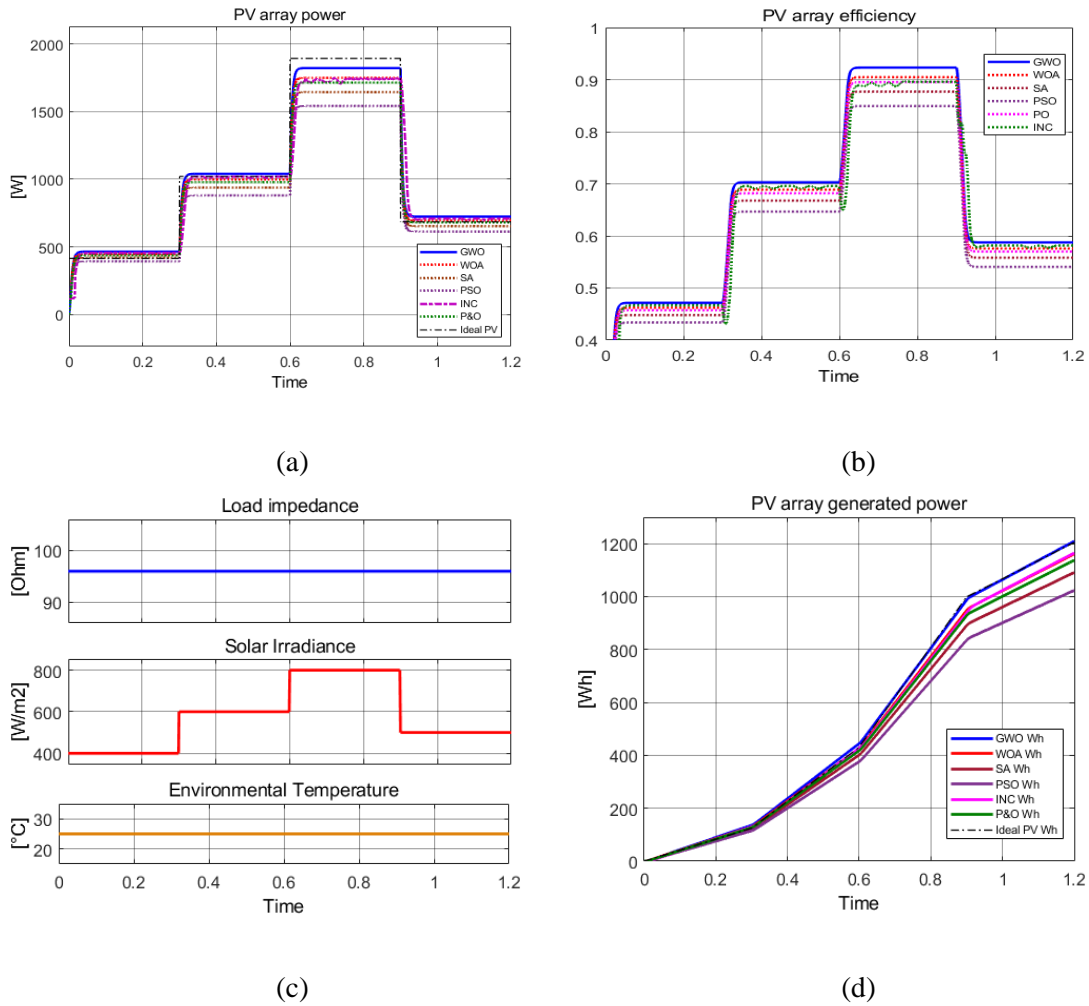 PV array power
2000
1500
1000
500
0
[W]
GWO
WOA
SA
PSO
INC
P&O
Ideal PV
0 0.2 0.4 0.6 0.8 1 1.2
Time
(a)
PV array efficiency
1
0.9
0.8
0.7
0.6
0.5
0.4
GWO
WOA
SA
PSO
PO
INC
0 0.2 0.4 0.6 0.8 1 1.2
Time
(b)
Load impedance
100
90
[Ohm]
Solar Irradiance
800
600
400
[W/m2]
Environmental Temperature
30
20
[°C]
0 0.2 0.4 0.6 0.8 1 1.2
Time
(c)
PV array generated power
1200
1000
800
600
400
200
0
[Wh]
GWO Wh
WOA Wh
SA Wh
PSO Wh
INC Wh
P&O Wh
Ideal PV Wh
0 0.2 0.4 0.6 0.8 1 1.2
Time
(d)